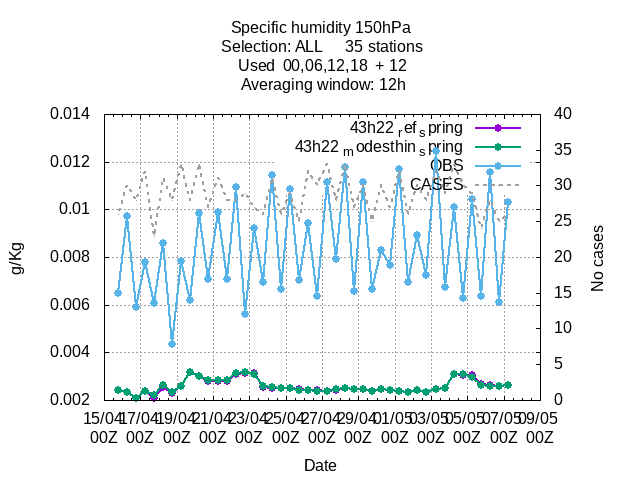 Specific humidity 150hPa
Selection: ALL 35 stations
Used 00,06,12,18 + 12
Averaging window: 12h
43h22ref spring
43h22modesthin spring
OBS
CASES
0.014
0.012
0.01
0.008
0.006
0.004
0.002
g/Kg
40
35
30
25
20
15
10
5
0
No cases
15/04 17/04 19/04 21/04 23/04 25/04 27/04 29/04 01/05 03/05 05/05 07/05 09/05
00Z 00Z 00Z 00Z 00Z 00Z 00Z 00Z 00Z 00Z 00Z 00Z 00Z
Date